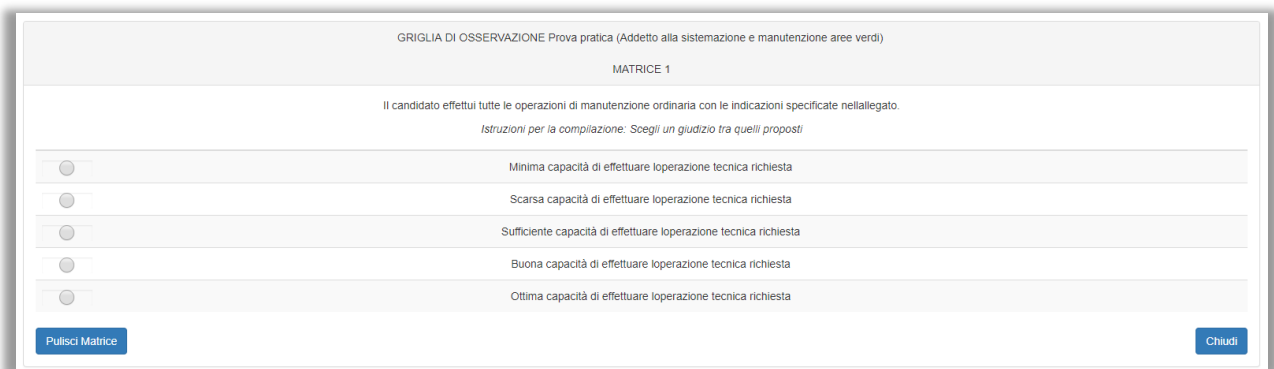 GRIGLIA DI OSSERVAZIONE Prova pratica (Addetto alla sistemazione e manutenzione aree verdi)
MATRICE 1
Il candidato effettui tutte le operazioni di manutenzione ordinaria con le indicazioni specificate nellallegato.
Istruzioni per la compilazione: Scegli un giudizio tra quelli proposti
Minima capacità di effettuare loperazione tecnica richiesta
Scarsa capacità di effettuare loperazione tecnica richiesta
Sufficiente capacità di effettuare loperazione tecnica richiesta
Buona capacità di effettuare loperazione tecnica richiesta
Ottima capacità di effettuare loperazione tecnica richiesta
Pulisci Matrice
Chiudi